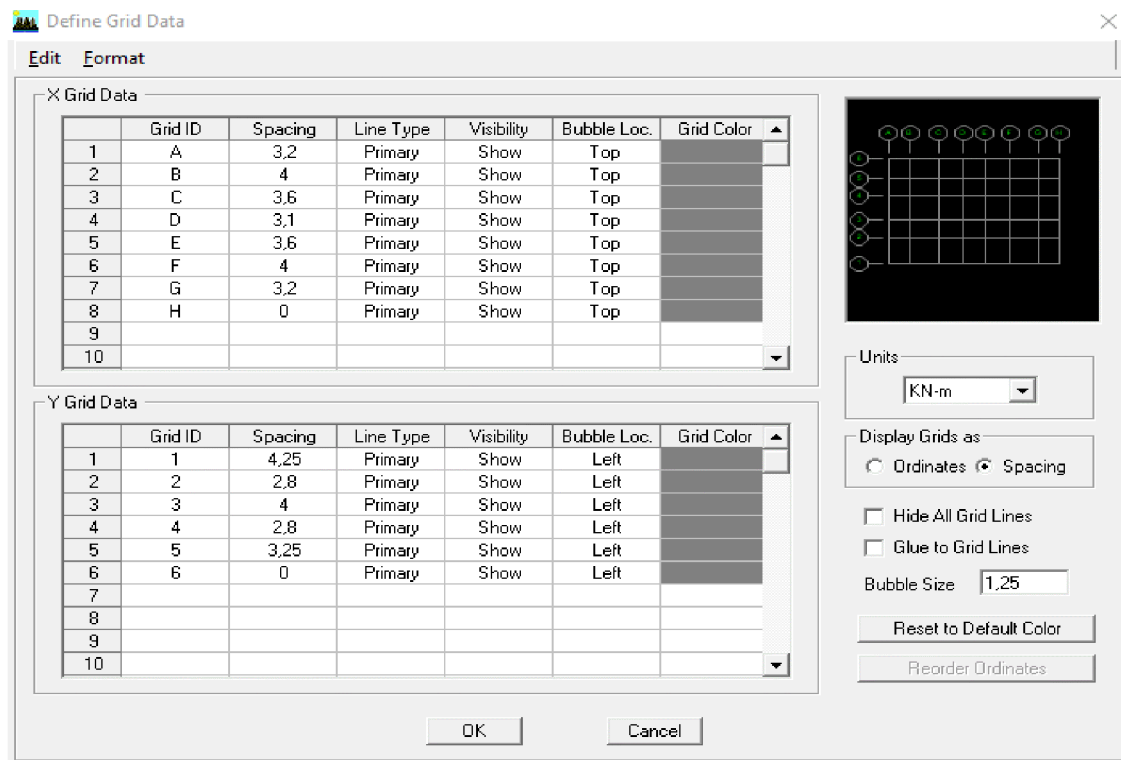 Define Grid Data
Edit Format
X Grid Data
Grid ID Spacing Line Type Visibility Bubble Loc. Grid Color
1 A 3,2 Primary Show Top
2 B 4 Primary Show Top
3 C 3,6 Primary Show Top
4 D 3,1 Primary Show Top
5 E 3,6 Primary Show Top
6 F 4 Primary Show Top
7 G 3,2 Primary Show Top
8 H 0 Primary Show Top
9
10
Y Grid Data
Grid ID Spacing Line Type Visibility Bubble Loc. Grid Color
1 1 4,25 Primary Show Left
2 2 2,8 Primary Show Left
3 3 4 Primary Show Left
4 4 2,8 Primary Show Left
5 5 3,25 Primary Show Left
6 6 0 Primary Show Left
7
8
9
10
Units
KN-m
Display Grids as
Ordinates Spacing
Hide All Grid Lines
Glue to Grid Lines
Bubble Size 1,25
Reset to Default Color
Reorder Ordinates
OK Cancel